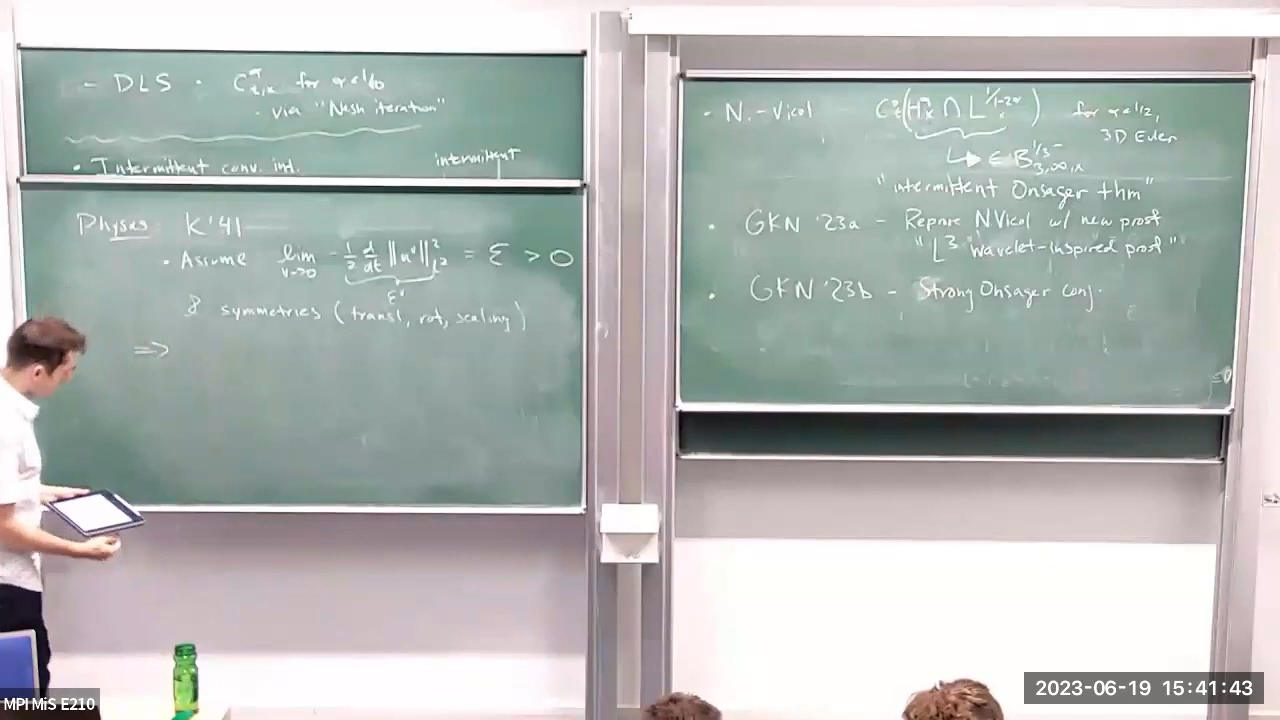 - DLS · C^α_{t,x} for α<1/10
· via "Nash iteration"
· Intermittent conv. int.
intermittent
Physics: K'41
· Assume lim_{ν→0} -1/2 d/dt ||u^ν||²_{L²} = ε > 0
ε^ν
& symmetries (transl, rot, scaling)
⇒
· N.-Vicol C^0_t(H^α_x ∩ L^{1/1-2α}_x) for α<1/2,
3D Euler
↳ ∈ B^{1/3-}_{3,∞,x}
"intermittent Onsager thm"
· GKN '23a - Reprove NVicol w/ new proof
"L³ wavelet-inspired proof"
· GKN '23b - Strong Onsager conj.
MPI MiS E210
2023-06-19 15:41:43